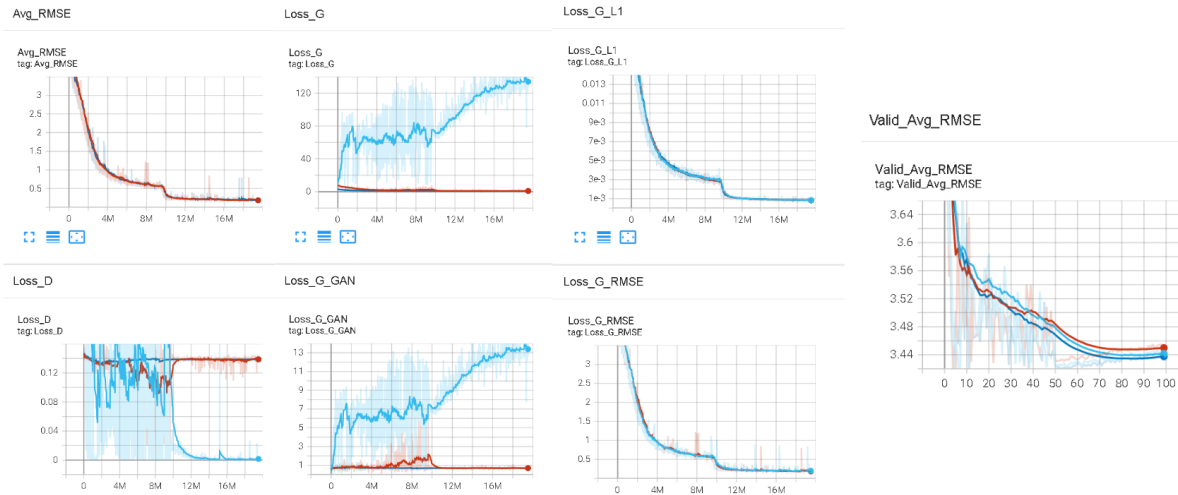 Avg_RMSE
Avg_RMSE
tag: Avg_RMSE
3
2.5
2
1.5
1
0.5
0 4M 8M 12M 16M
Loss_G
Loss_G
tag: Loss_G
120
80
40
0
0 4M 8M 12M 16M
Loss_G_L1
Loss_G_L1
tag: Loss_G_L1
0.013
0.011
9e-3
7e-3
5e-3
3e-3
1e-3
0 4M 8M 12M 16M
Loss_D
Loss_D
tag: Loss_D
0.12
0.08
0.04
0
0 4M 8M 12M 16M
Loss_G_GAN
Loss_G_GAN
tag: Loss_G_GAN
13
11
9
7
5
3
1
0 4M 8M 12M 16M
Loss_G_RMSE
Loss_G_RMSE
tag: Loss_G_RMSE
3
2.5
2
1.5
1
0.5
0 4M 8M 12M 16M
Valid_Avg_RMSE
Valid_Avg_RMSE
tag: Valid_Avg_RMSE
3.64
3.6
3.56
3.52
3.48
3.44
0 10 20 30 40 50 60 70 80 90 100